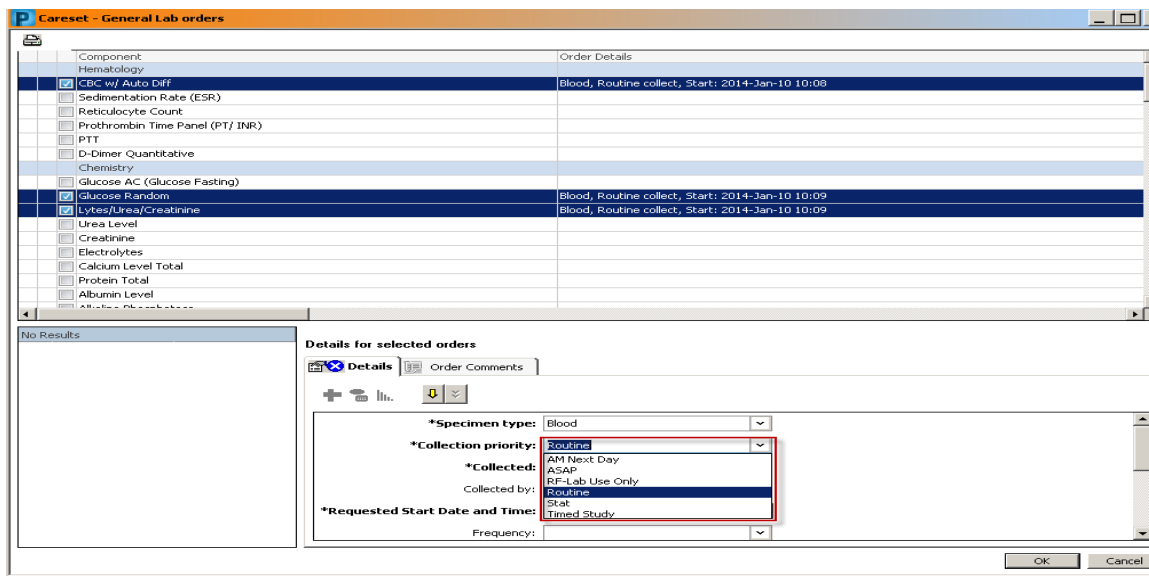 P Careset - General Lab orders
Component Order Details
Hematology
CBC w/ Auto Diff Blood, Routine collect, Start: 2014-Jan-10 10:08
Sedimentation Rate (ESR)
Reticulocyte Count
Prothrombin Time Panel (PT/ INR)
PTT
D-Dimer Quantitative
Chemistry
Glucose AC (Glucose Fasting)
Glucose Random Blood, Routine collect, Start: 2014-Jan-10 10:09
Lytes/Urea/Creatinine Blood, Routine collect, Start: 2014-Jan-10 10:09
Urea Level
Creatinine
Electrolytes
Calcium Level Total
Protein Total
Albumin Level
No Results
Details for selected orders
Details Order Comments
*Specimen type: Blood
*Collection priority: Routine
AM Next Day
*Collected: ASAP
RF-Lab Use Only
Collected by: Routine
Stat
*Requested Start Date and Time: Timed Study
Frequency:
OK Cancel